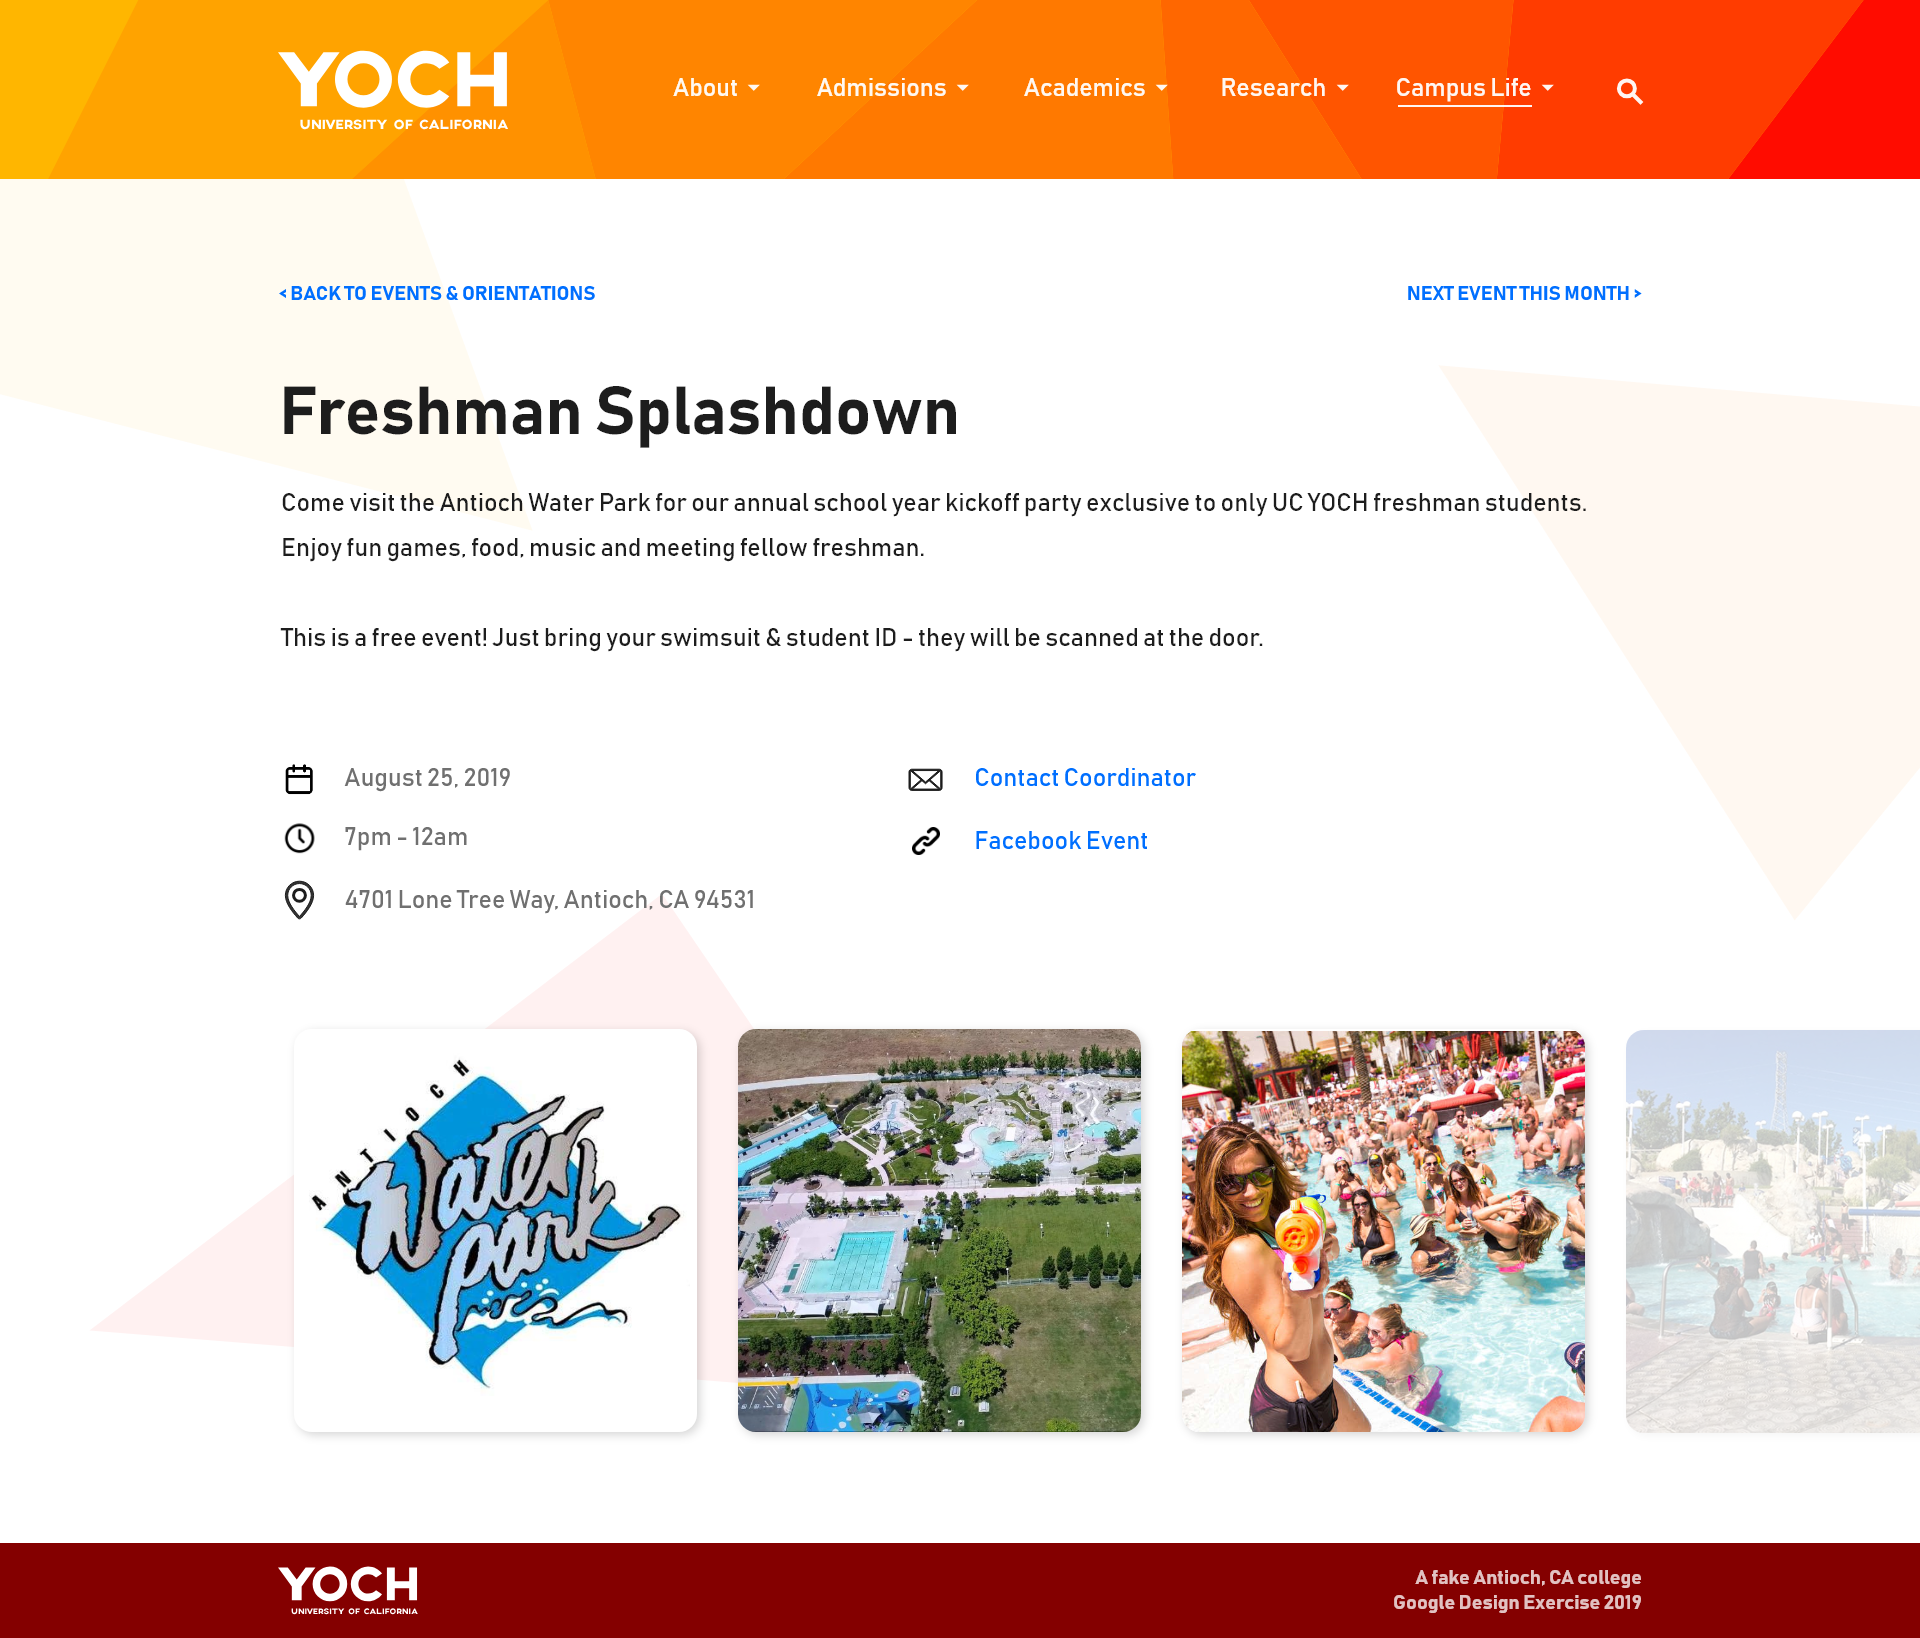 YOCH
UNIVERSITY OF CALIFORNIA
About
Admissions
Academics
Research
Campus Life
< BACK TO EVENTS & ORIENTATIONS
NEXT EVENT THIS MONTH >
Freshman Splashdown
Come visit the Antioch Water Park for our annual school year kickoff party exclusive to only UC YOCH freshman students.
Enjoy fun games, food, music and meeting fellow freshman.
This is a free event! Just bring your swimsuit & student ID - they will be scanned at the door.
August 25, 2019
7pm - 12am
4701 Lone Tree Way, Antioch, CA 94531
Contact Coordinator
Facebook Event
ANTIOCH
Water
park
YOCH
UNIVERSITY OF CALIFORNIA
A fake Antioch, CA college
Google Design Exercise 2019